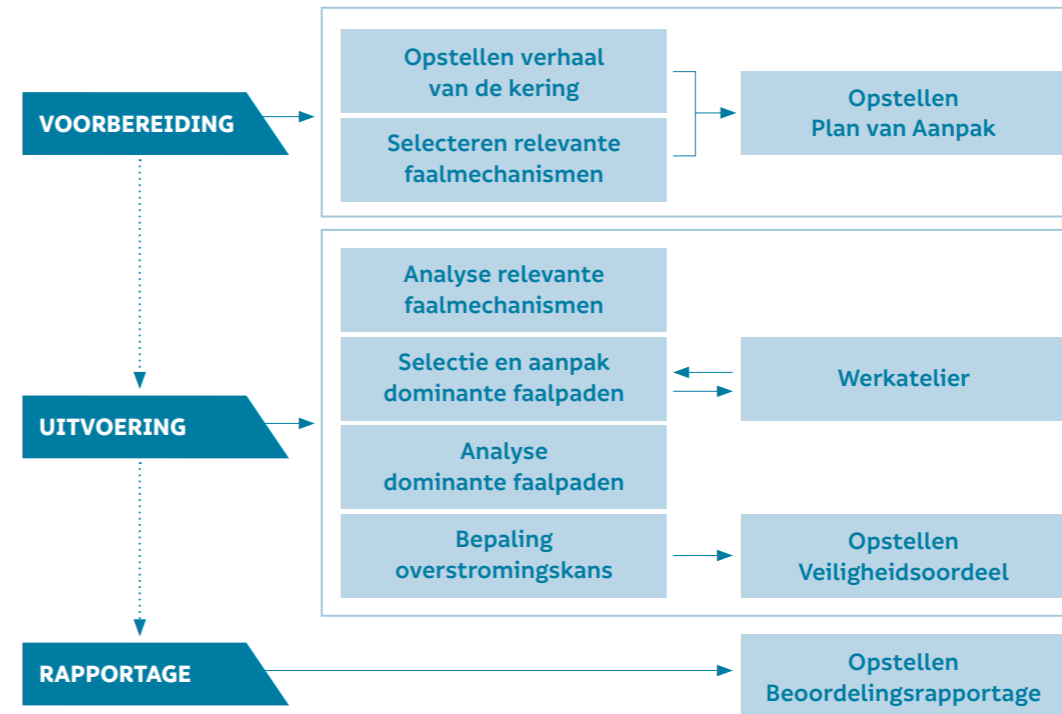 VOORBEREIDING
Opstellen verhaal
van de kering
Selecteren relevante
faalmechanismen
Opstellen
Plan van Aanpak
UITVOERING
Analyse relevante
faalmechanismen
Selectie en aanpak
dominante faalpaden
Werkatelier
Analyse
dominante faalpaden
Bepaling
overstromingskans
Opstellen
Veiligheidsoordeel
RAPPORTAGE
Opstellen
Beoordelingsrapportage